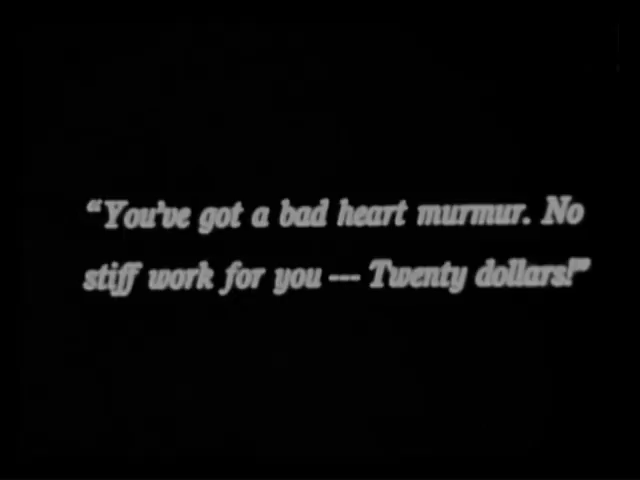 “You've got a bad heart murmur. No
stiff work for you --- Twenty dollars!”